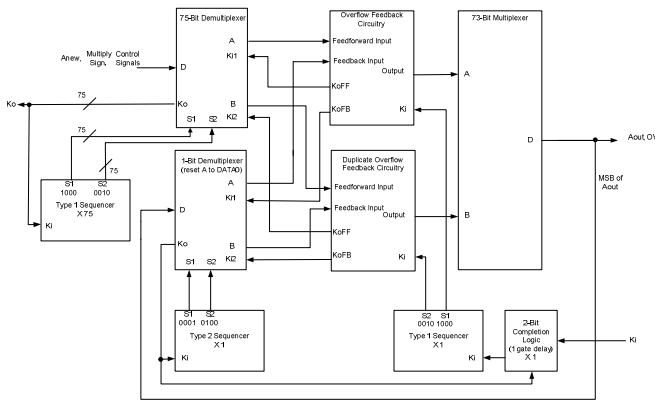 75-Bit Demultiplexer
Overflow Feedback
Circuitry
73-Bit Multiplexer
Anew, Multiply Control
Sign. Signals
D
A
Ki1
Feedforward Input
Feedback Input
Output
KoFF
KoFB
Ki
A
Ko
75
Ko
B
Ki2
S1 S2
75
75
D
Aout, OV
MSB of
Aout
S1 S2
1000 0010
Type 1 Sequencer
X 75
Ki
1-Bit Demultiplexer
(reset A to DATA0)
A
D
Ki1
Ko
B
Ki2
S1 S2
Duplicate Overflow
Feedback Circuitry
Feedforward Input
Feedback Input
Output
KoFF
KoFB
Ki
B
S1 S2
0001 0100
Type 2 Sequencer
X 1
Ki
S2 S1
0010 1000
Type 1 Sequencer
X 1
Ki
2-Bit
Completion
Logic
(1 gate delay)
X 1
Ki